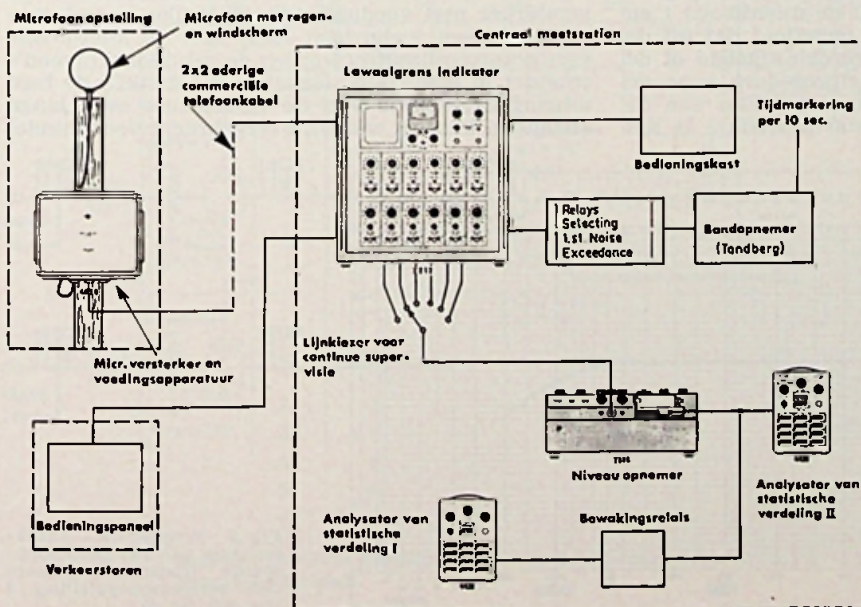 Microfoon opstelling
Microfoon met regen-
en windscherm
2x2 aderige
commerciële
telefoonkabel
Micr. versterker en
voedingsapparatuur
Bedieningspaneel
Verkeerstoren
Centraal meetstation
Lawaaigrens Indicator
Bedieningskast
Tijdmarkering
per 10 sec.
Relays
Selecting
1.st. Noise
Exceedance
Bandopnemer
(Tandberg)
Lijnkiezer voor
continue super-
visie
Niveau opnemer
Analysator van
statistische
verdeling II
Analysator van
statistische
verdeling I
Bewakingsrelais